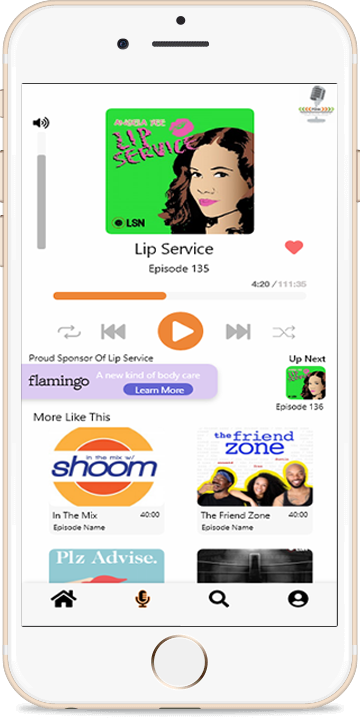 ANGELA YEE
LIP
SERVICE
LSN
Lip Service
Episode 135
4:20 /111:35
Proud Sponsor Of Lip Service
Up Next
flamingo
A new kind of body care
Learn More
Episode 136
More Like This
in the mix w/
shoom
the friend
zone
In The Mix
40:00
Episode Name
The Friend Zone
40:00
Episode Name
Plz Advise.